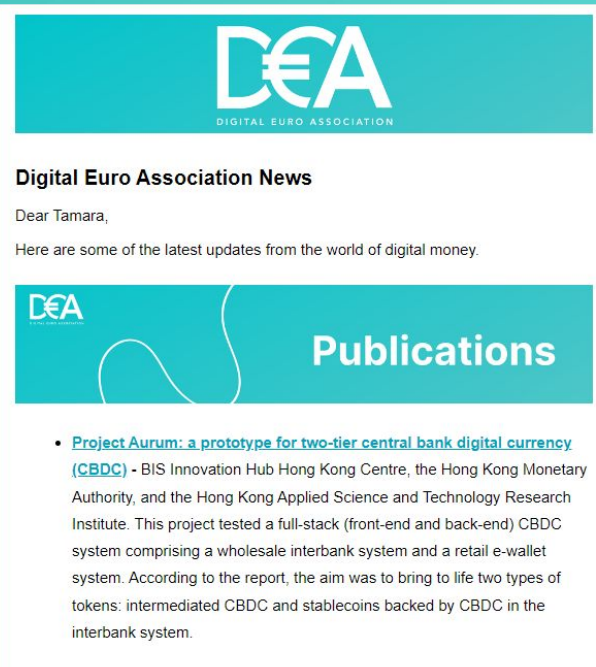 D€A
DIGITAL EURO ASSOCIATION
Digital Euro Association News
Dear Tamara,
Here are some of the latest updates from the world of digital money.
D€A
DIGITAL EURO ASSOCIATION
Publications
• Project Aurum: a prototype for two-tier central bank digital currency
(CBDC) - BIS Innovation Hub Hong Kong Centre, the Hong Kong Monetary
Authority, and the Hong Kong Applied Science and Technology Research
Institute. This project tested a full-stack (front-end and back-end) CBDC
system comprising a wholesale interbank system and a retail e-wallet
system. According to the report, the aim was to bring to life two types of
tokens: intermediated CBDC and stablecoins backed by CBDC in the
interbank system.